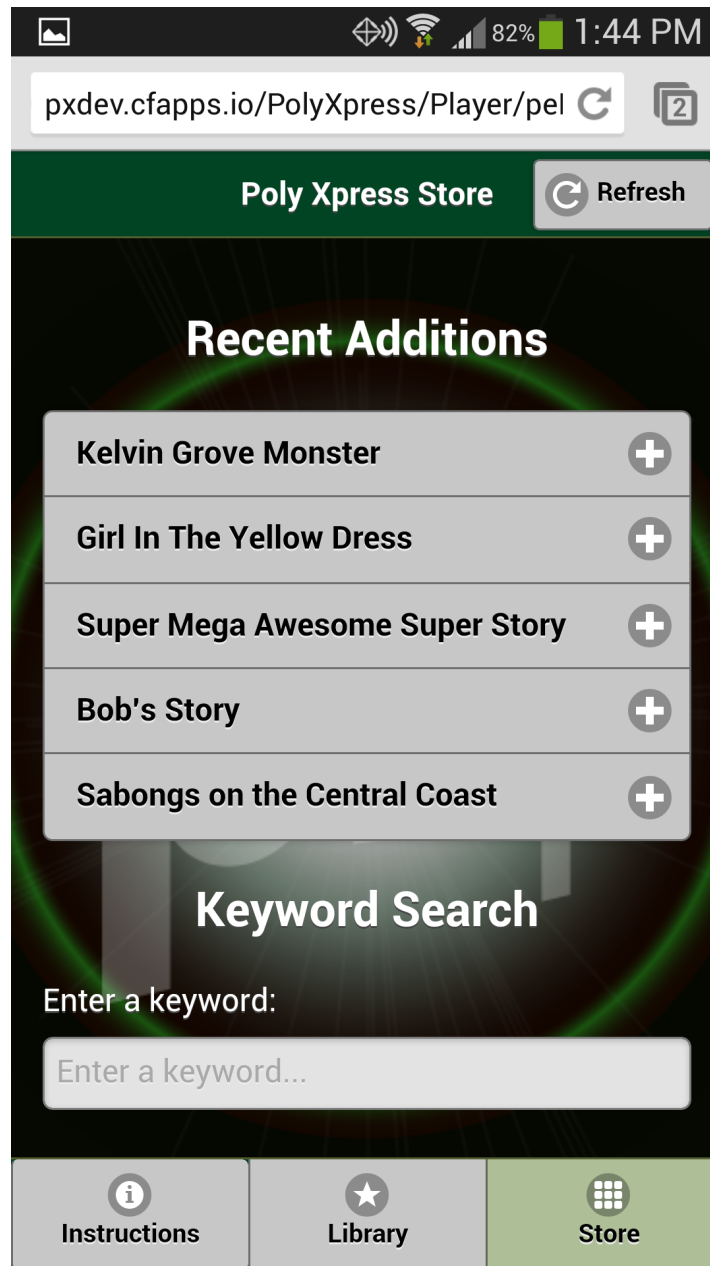 82% 1:44 PM
pxdev.cfapps.io/PolyXpress/Player/pel
2
Poly Xpress Store
Refresh
Recent Additions
Kelvin Grove Monster
Girl In The Yellow Dress
Super Mega Awesome Super Story
Bob's Story
Sabongs on the Central Coast
Keyword Search
Enter a keyword:
Enter a keyword...
Instructions
Library
Store